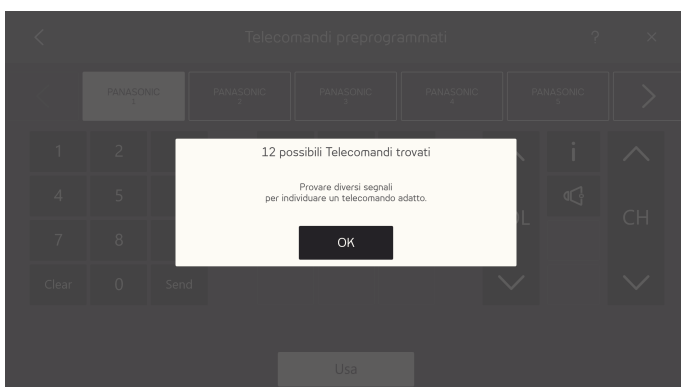 Telecomandi preprogrammati ?
PANASONIC PANASONIC PANASONIC PANASONIC PANASONIC
1 2 3 4 5
12 possibili Telecomandi trovati
Provare diversi segnali
per individuare un telecomando adatto.
OK
1 2 i
4 5 CH
7 8
Clear 0 Send
Usa